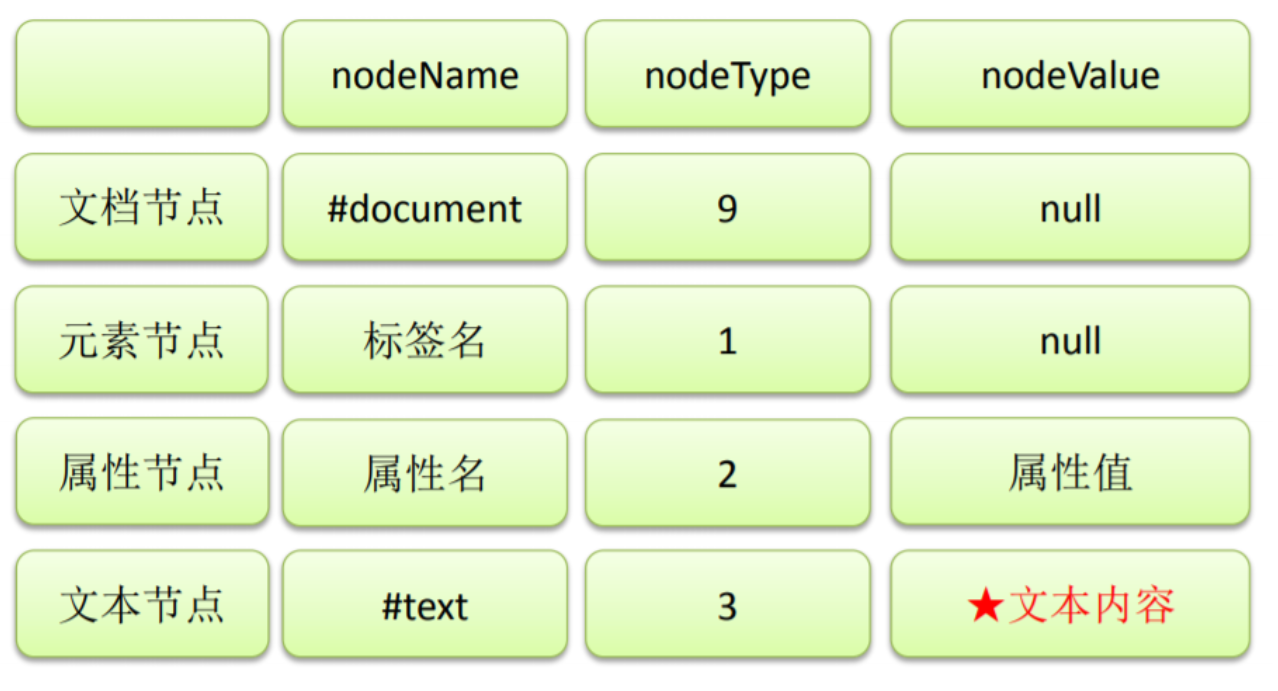 nodeName nodeType nodeValue
文档节点 #document 9 null
元素节点 标签名 1 null
属性节点 属性名 2 属性值
文本节点 #text 3 ★文本内容